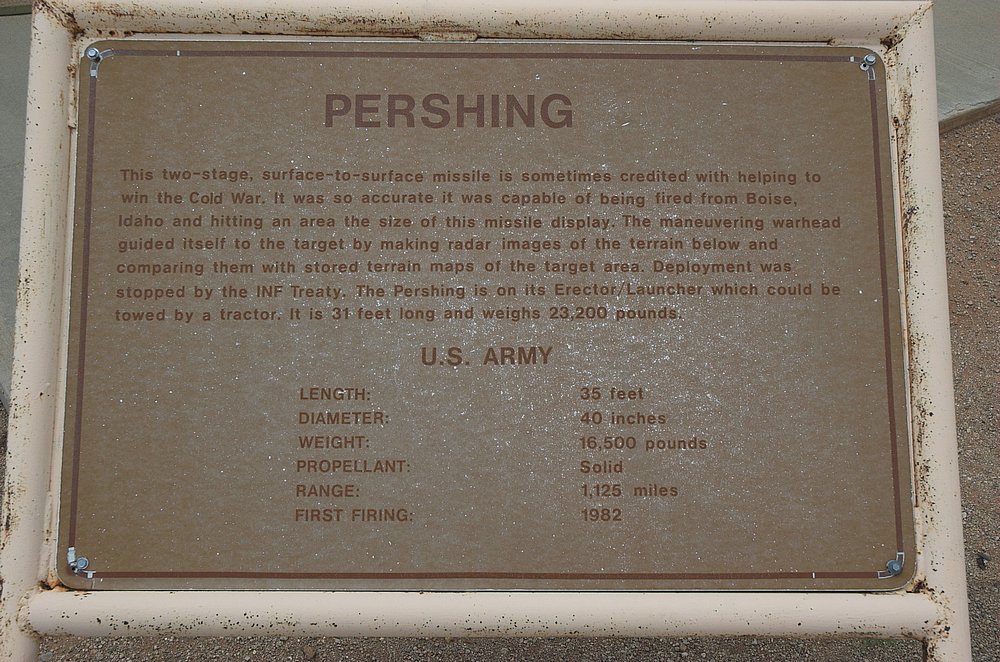 PERSHING
This two-stage, surface-to-surface missile is sometimes credited with helping to
win the Cold War. It was so accurate it was capable of being fired from Boise,
Idaho and hitting an area the size of this missile display. The maneuvering warhead
guided itself to the target by making radar images of the terrain below and
comparing them with stored terrain maps of the target area. Deployment was
stopped by the INF Treaty. The Pershing is on its Erector/Launcher which could be
towed by a tractor. It is 31 feet long and weighs 23,200 pounds.
U.S. ARMY
LENGTH: 35 feet
DIAMETER: 40 inches
WEIGHT: 16,500 pounds
PROPELLANT: Solid
RANGE: 1,125 miles
FIRST FIRING: 1982